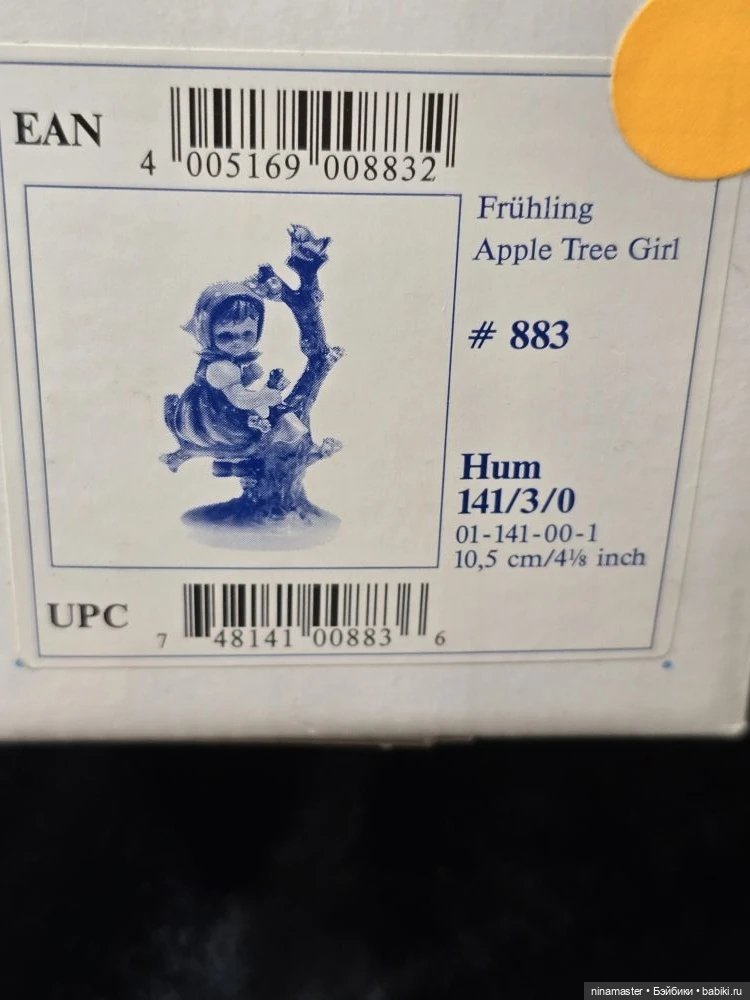 EAN
4 005169 008832
Frühling
Apple Tree Girl
# 883
Hum
141/3/0
01-141-00-1
10,5 cm/4⅛ inch
UPC
7 48141 00883 6
ninamaster • Бэйбики • babiki.ru